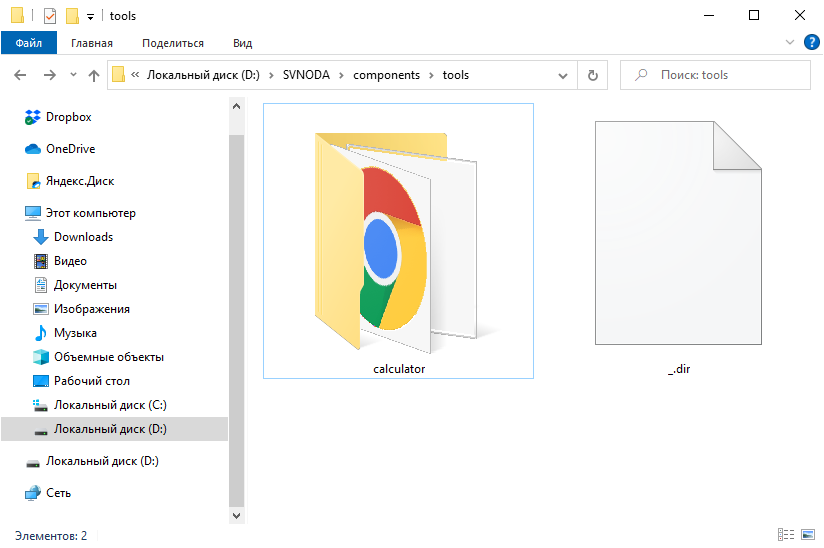 tools
Файл Главная Поделиться Вид
« Локальный диск (D:) › SVNODA › components › tools
Поиск: tools
Dropbox
OneDrive
Яндекс.Диск
Этот компьютер
Downloads
Видео
Документы
Изображения
Музыка
Объемные объекты
Рабочий стол
Локальный диск (C:)
Локальный диск (D:)
Локальный диск (D:)
Сеть
calculator
_.dir
Элементов: 2